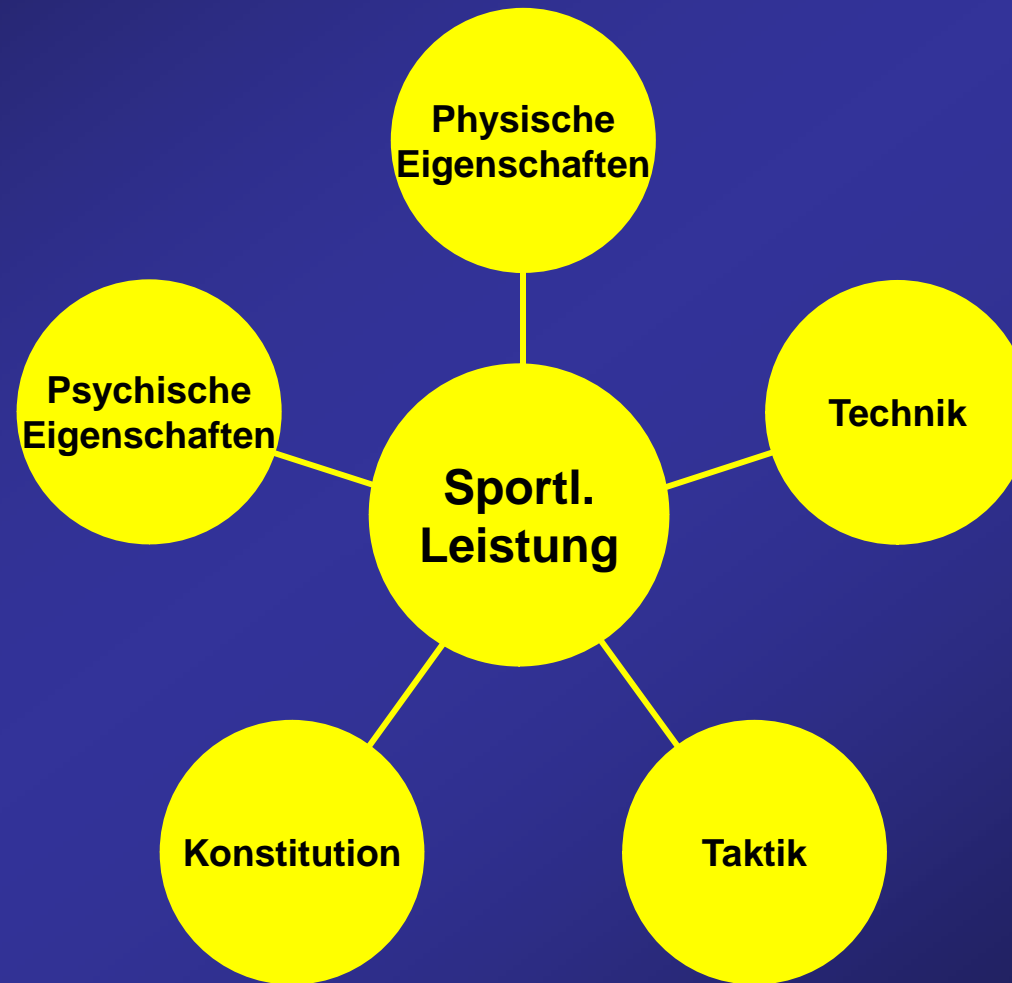 Physische
Eigenschaften
Psychische
Eigenschaften
Technik
Sportl.
Leistung
Konstitution
Taktik